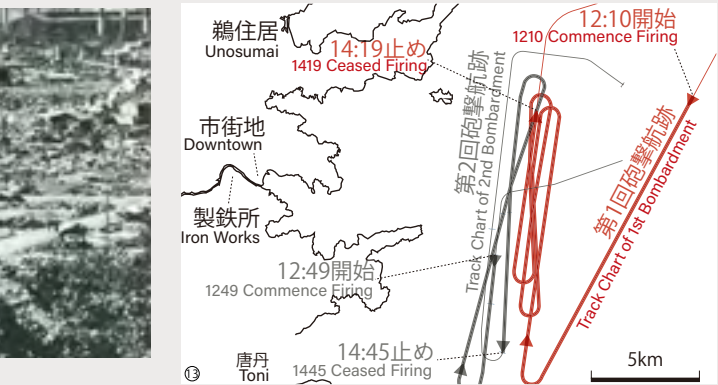 鵜住居
Unosumai
14:19止め
1419 Ceased Firing
12:10開始
1210 Commence Firing
市街地
Downtown
製鉄所
Iron Works
第2回砲撃航跡
Track Chart of 2nd Bombardment
第1回砲撃航跡
Track Chart of 1st Bombardment
12:49開始
1249 Commence Firing
14:45止め
1445 Ceased Firing
唐丹
Toni
5km
⑬